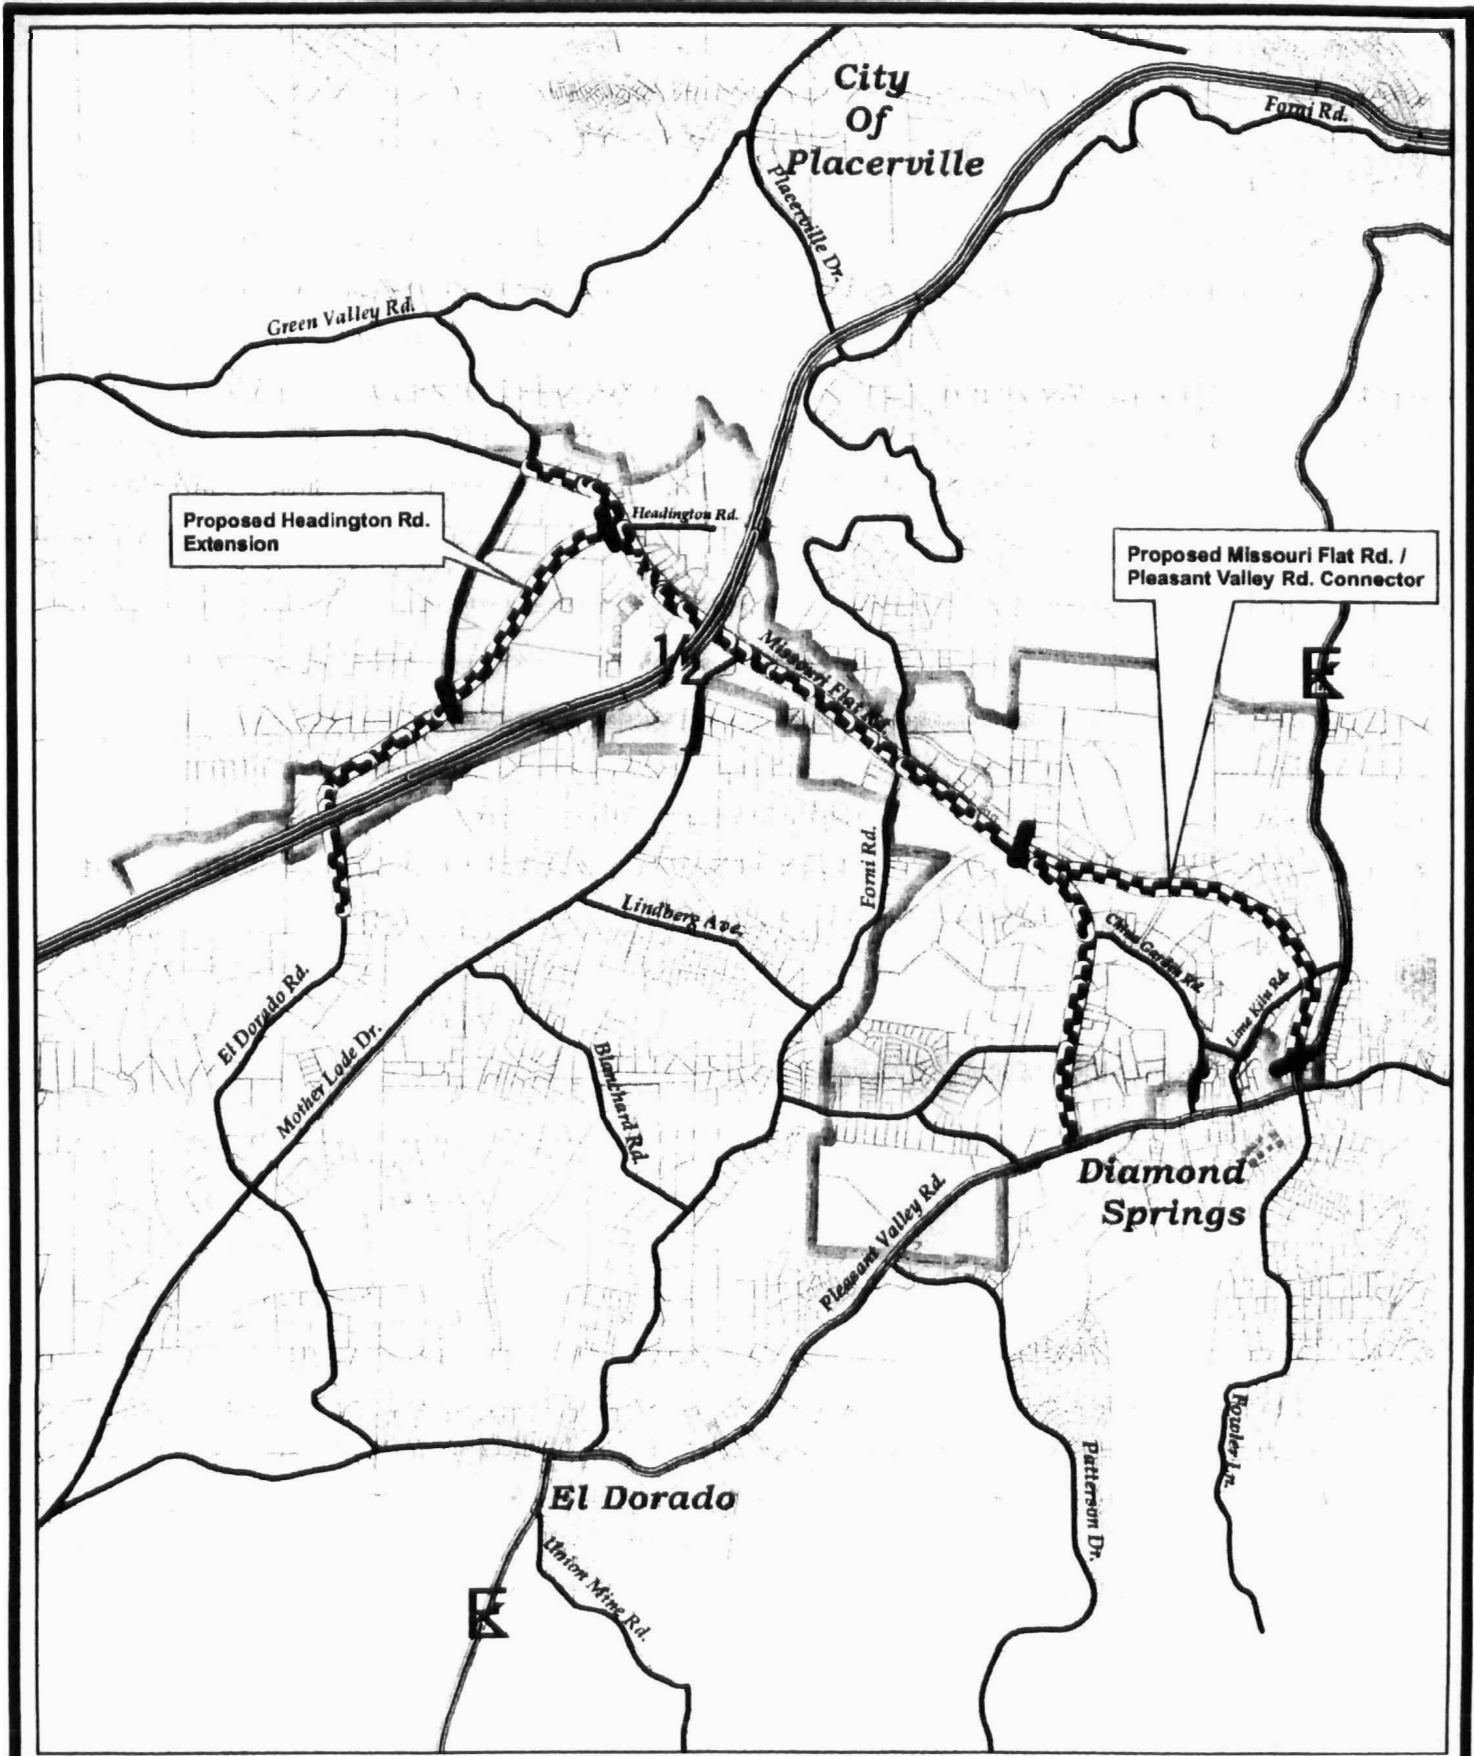 City
Of
Placerville
Forni Rd.
Placerville Dr.
Green Valley Rd.
Headington Rd.
Proposed Headington Rd.
Extension
Proposed Missouri Flat Rd. /
Pleasant Valley Rd. Connector
Missouri Flat Rd.
Forni Rd.
Lindberg Ave.
China Garden Rd.
Lime Kiln Rd.
El Dorado Rd.
Mother Lode Dr.
Blanchard Rd.
Diamond
Springs
Pleasant Valley Rd.
Fowler Ln.
Patterson Dr.
El Dorado
Union Mine Rd.